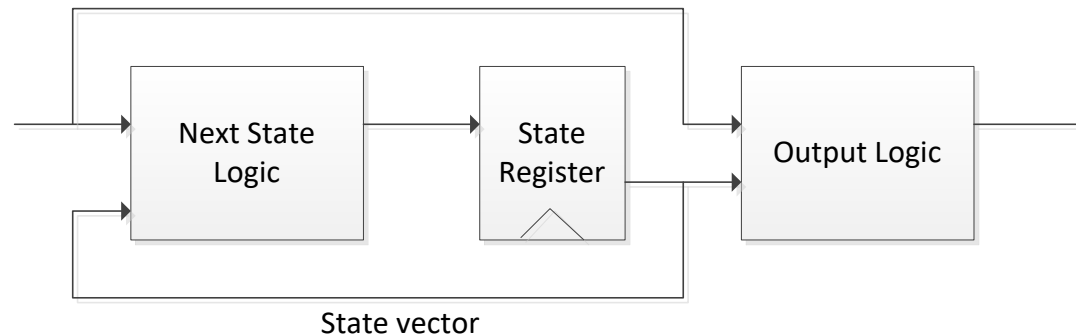 Next State
Logic
State
Register
Output Logic
State vector